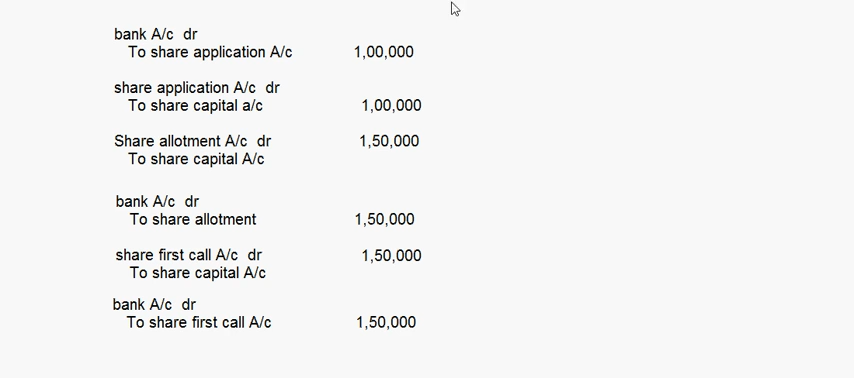 bank A/c dr
To share application A/c 1,00,000
share application A/c dr
To share capital a/c 1,00,000
Share allotment A/c dr 1,50,000
To share capital A/c
bank A/c dr
To share allotment 1,50,000
share first call A/c dr 1,50,000
To share capital A/c
bank A/c dr
To share first call A/c 1,50,000